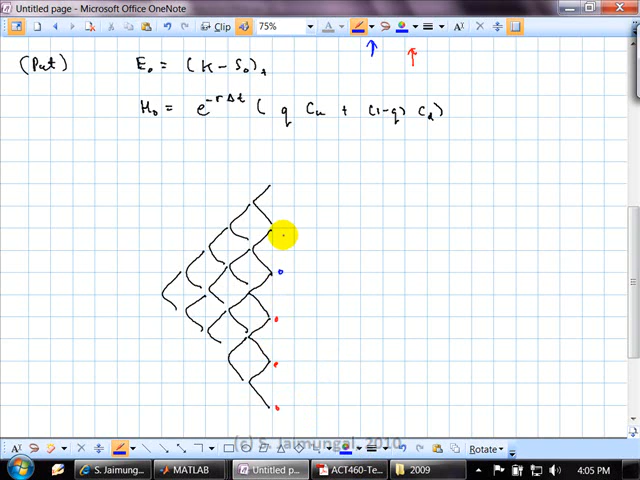 Untitled page - Microsoft Office OneNote
Clip 75% A
(Put) E₀ = (K - S₀)₊
H₀ = e^{-rΔt} ( q Cᵤ + (1-q) C_d )
(c) S. Jaimungal, 2010
Rotate
S. Jaimung... MATLAB Untitled p... ACT460-Te... 2009 4:05 PM